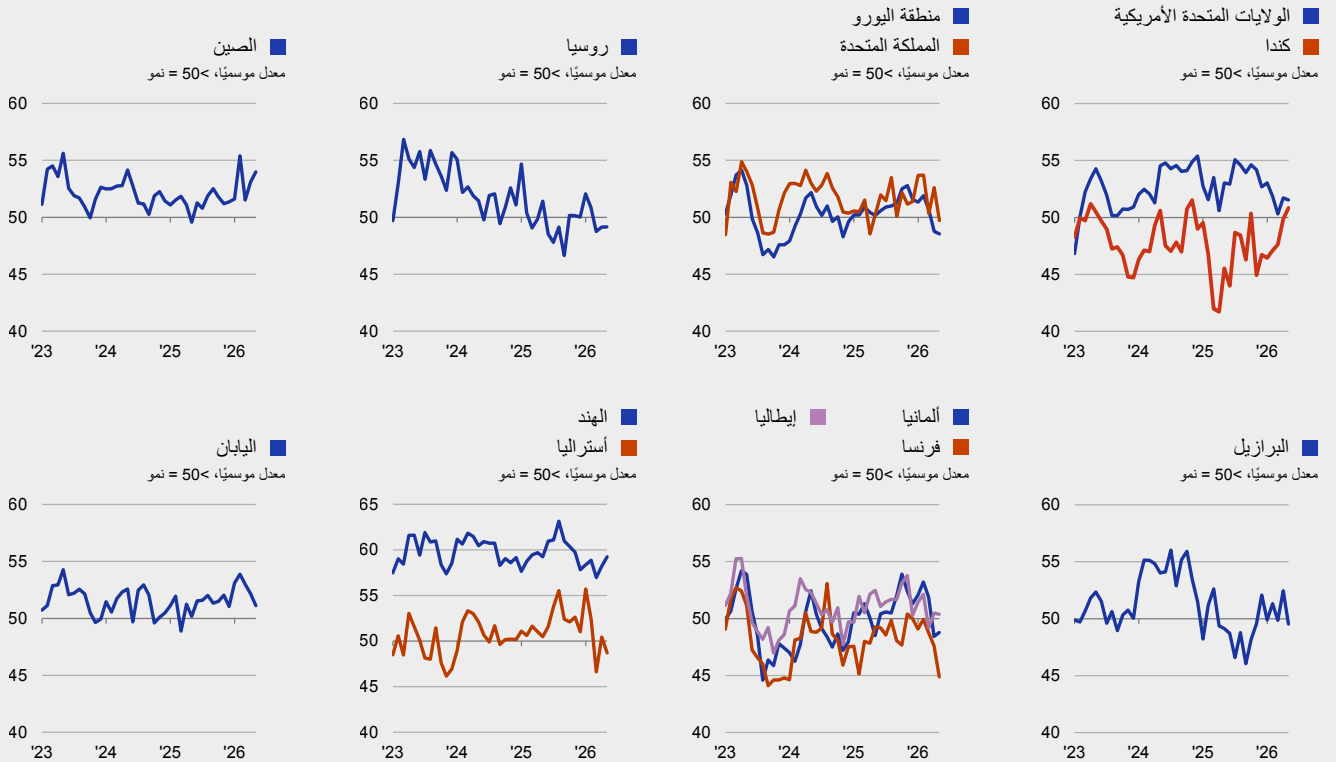 الولايات المتحدة الأمريكية
كندا
معدل موسميًا، >50 = نمو
60
55
50
45
40
'23 '24 '25 '26
منطقة اليورو
المملكة المتحدة
معدل موسميًا، >50 = نمو
60
55
50
45
40
'23 '24 '25 '26
روسيا
معدل موسميًا، >50 = نمو
60
55
50
45
40
'23 '24 '25 '26
الصين
معدل موسميًا، >50 = نمو
60
55
50
45
40
'23 '24 '25 '26
البرازيل
معدل موسميًا، >50 = نمو
60
55
50
45
40
'23 '24 '25 '26
ألمانيا إيطاليا
فرنسا
معدل موسميًا، >50 = نمو
60
55
50
45
40
'23 '24 '25 '26
الهند
أستراليا
معدل موسميًا، >50 = نمو
65
60
55
50
45
40
'23 '24 '25 '26
اليابان
معدل موسميًا، >50 = نمو
60
55
50
45
40
'23 '24 '25 '26